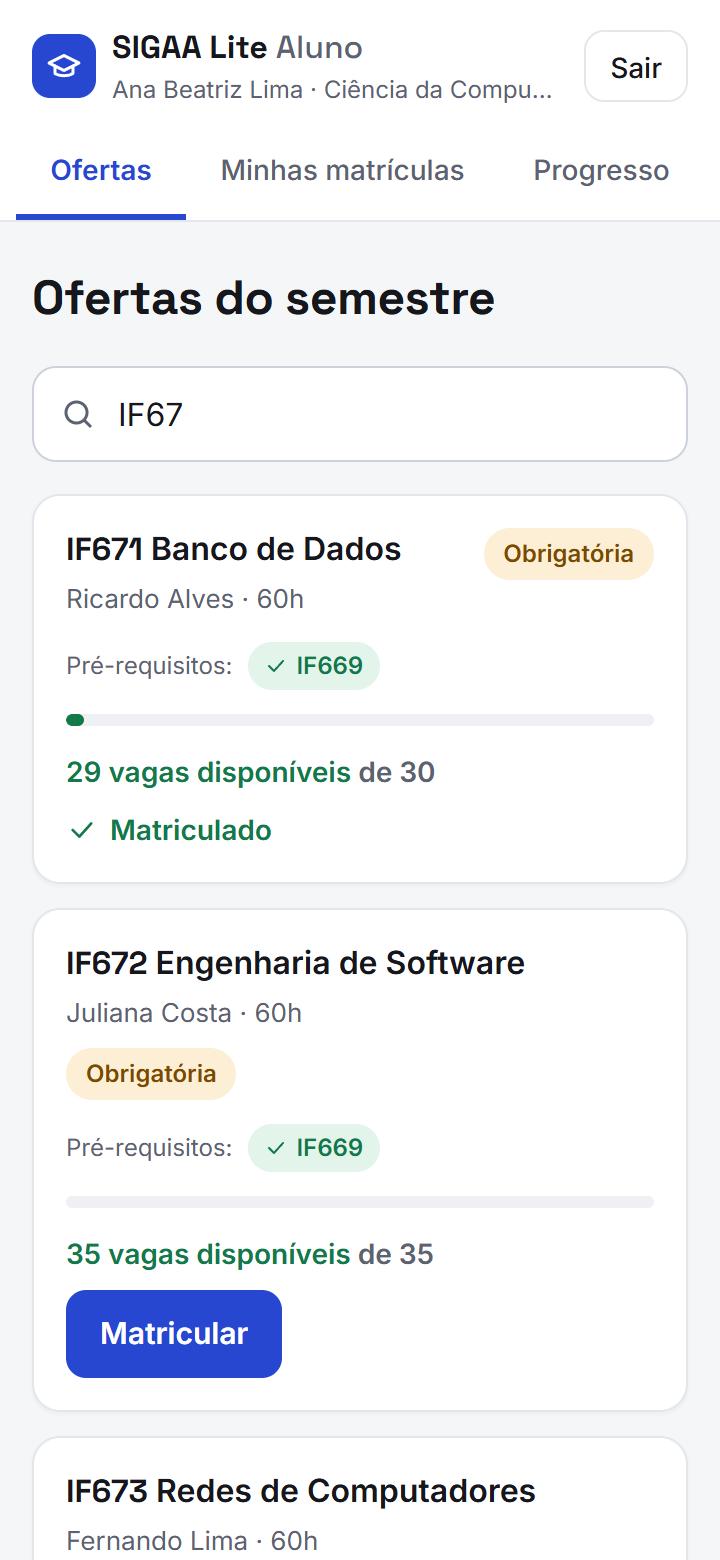 SIGAA Lite Aluno
Ana Beatriz Lima · Ciência da Compu...
Sair
Ofertas
Minhas matrículas
Progresso
Ofertas do semestre
IF67
IF671 Banco de Dados
Obrigatória
Ricardo Alves · 60h
Pré-requisitos: IF669
29 vagas disponíveis de 30
Matriculado
IF672 Engenharia de Software
Juliana Costa · 60h
Obrigatória
Pré-requisitos: IF669
35 vagas disponíveis de 35
Matricular
IF673 Redes de Computadores
Fernando Lima · 60h